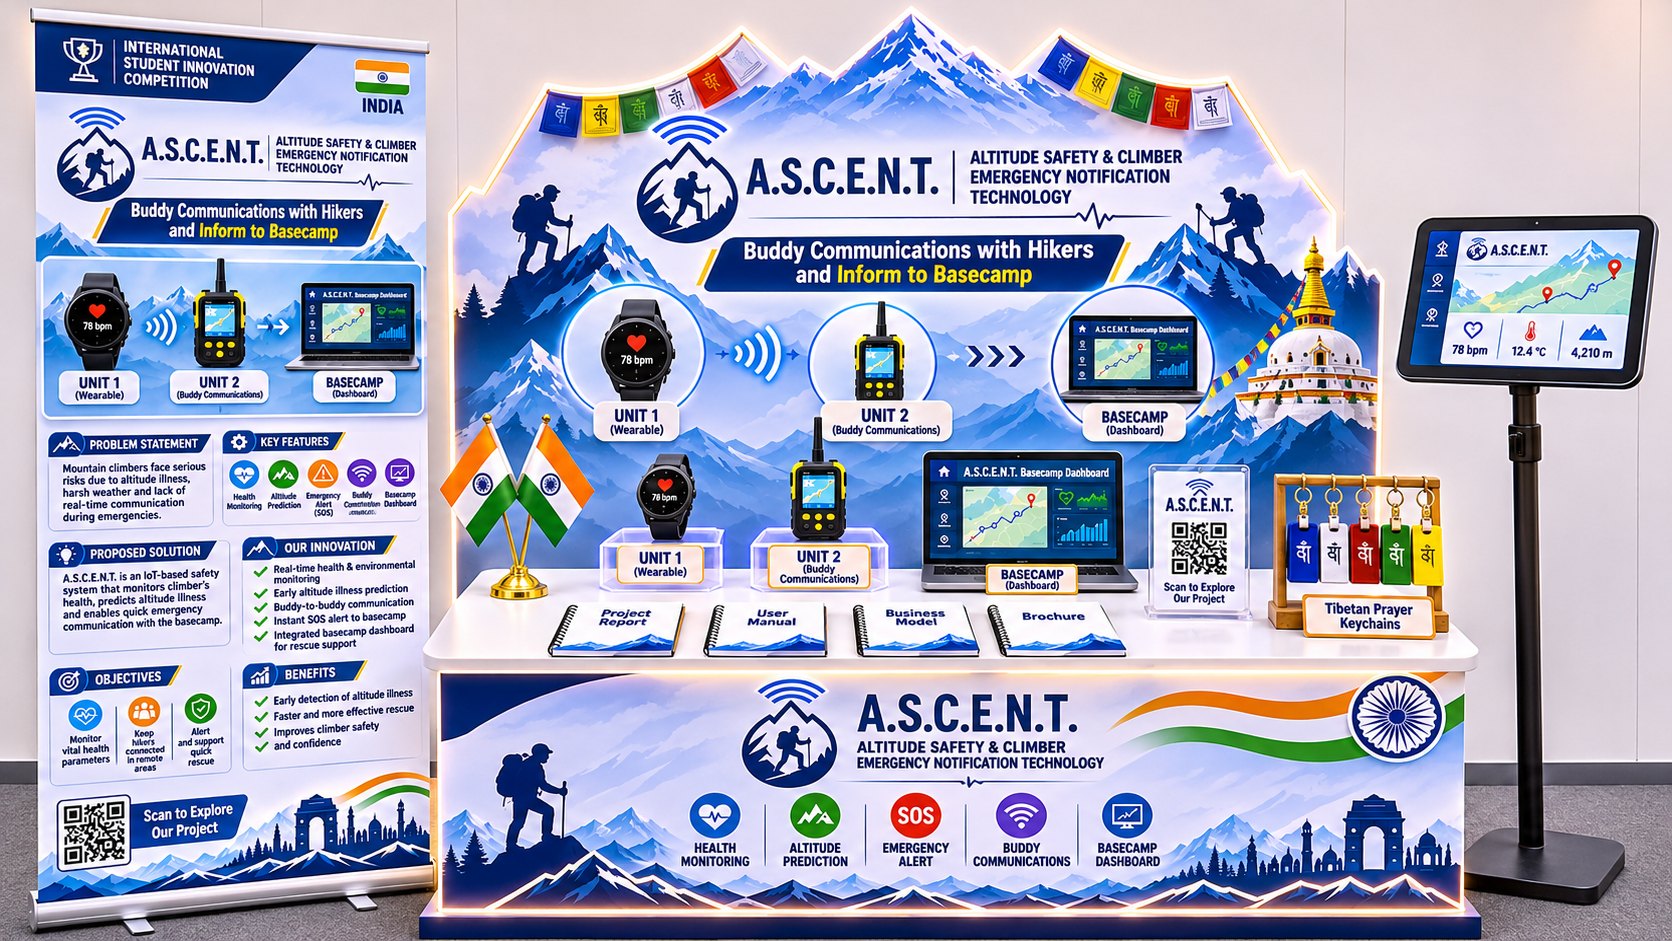 INTERNATIONAL
STUDENT INNOVATION
COMPETITION
INDIA
A.S.C.E.N.T.
ALTITUDE SAFETY & CLIMBER
EMERGENCY NOTIFICATION
TECHNOLOGY
Buddy Communications with Hikers
and Inform to Basecamp
78 bpm
A.S.C.E.N.T. Basecamp Dashboard
UNIT 1
(Wearable)
UNIT 2
(Buddy Communications)
BASECAMP
(Dashboard)
PROBLEM STATEMENT
Mountain climbers face serious
risks due to altitude illness,
harsh weather and lack of
real-time communication
during emergencies.
KEY FEATURES
Health
Monitoring
Altitude
Prediction
Emergency
Alert
(SOS)
Buddy
Basecamp
Dashboard
PROPOSED SOLUTION
A.S.C.E.N.T. is an IoT-based safety
system that monitors climber's
health, predicts altitude illness
and enables quick emergency
communication with the basecamp.
OUR INNOVATION
Real-time health & environmental
monitoring
Early altitude illness prediction
Buddy-to-buddy communication
Instant SOS alert to basecamp
Integrated basecamp dashboard
for rescue support
OBJECTIVES
Monitor
vital health
parameters
Keep
hikers
connected
in remote
areas
Alert
and support
quick
rescue
BENEFITS
Early detection of altitude illness
Faster and more effective rescue
Improves climber safety
and confidence
Scan to Explore
Our Project
A.S.C.E.N.T.
ALTITUDE SAFETY & CLIMBER
EMERGENCY NOTIFICATION
TECHNOLOGY
Buddy Communications with Hikers
and Inform to Basecamp
78 bpm
A.S.C.E.N.T. Basecamp Dashboard
UNIT 1
(Wearable)
UNIT 2
(Buddy Communications)
BASECAMP
(Dashboard)
78 bpm
UNIT 1
(Wearable)
UNIT 2
(Buddy
Communications)
A.S.C.E.N.T. Basecamp Dashboard
BASECAMP
(Dashboard)
A.S.C.E.N.T.
Scan to Explore
Our Project
Tibetan Prayer
Keychains
Project
Report
User
Manual
Business
Model
Brochure
A.S.C.E.N.T.
ALTITUDE SAFETY & CLIMBER
EMERGENCY NOTIFICATION TECHNOLOGY
HEALTH
MONITORING
ALTITUDE
PREDICTION
SOS
EMERGENCY
ALERT
BUDDY
COMMUNICATIONS
BASECAMP
DASHBOARD
A.S.C.E.N.T.
78 bpm
12.4 °C
4,210 m